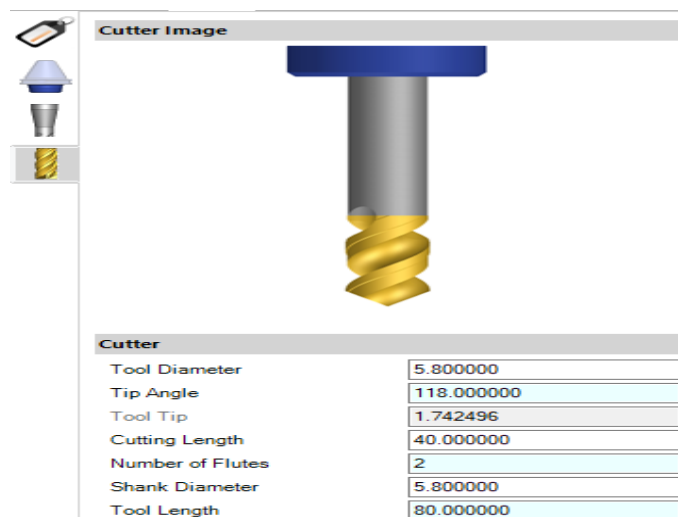 Cutter Image
Cutter
Tool Diameter 5.800000
Tip Angle 118.000000
Tool Tip 1.742496
Cutting Length 40.000000
Number of Flutes 2
Shank Diameter 5.800000
Tool Length 80.000000